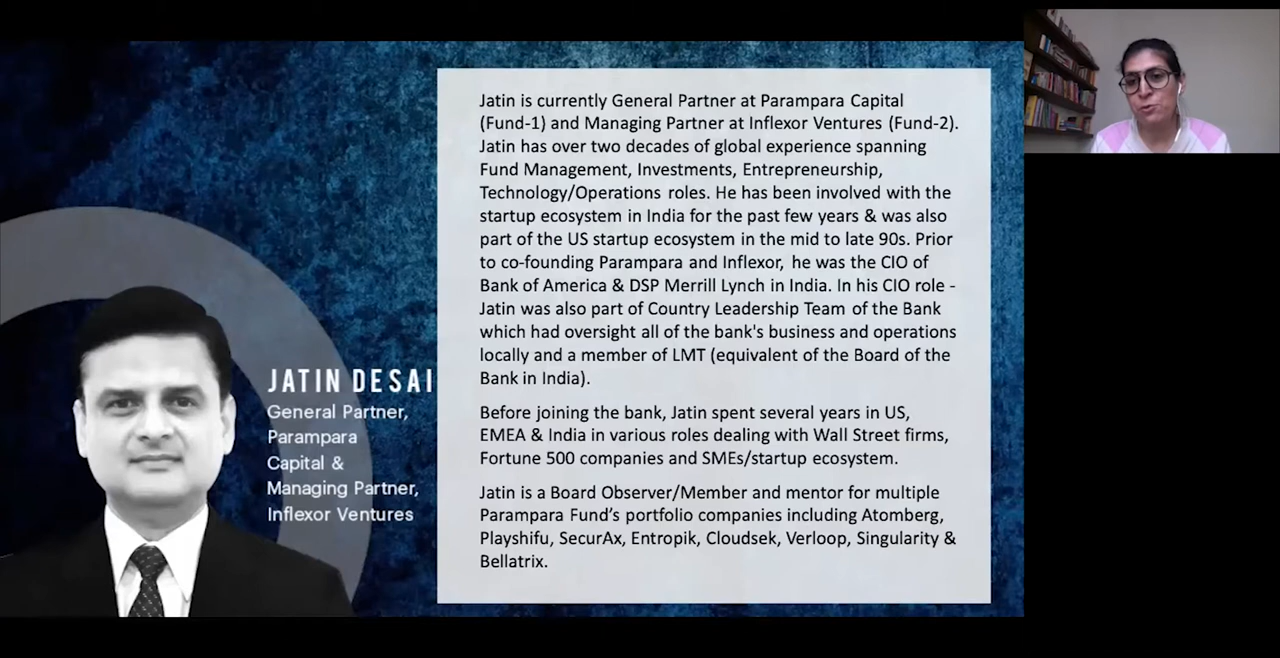 Jatin is currently General Partner at Parampara Capital
(Fund-1) and Managing Partner at Inflexor Ventures (Fund-2).
Jatin has over two decades of global experience spanning
Fund Management, Investments, Entrepreneurship,
Technology/Operations roles. He has been involved with the
startup ecosystem in India for the past few years & was also
part of the US startup ecosystem in the mid to late 90s. Prior
to co-founding Parampara and Inflexor, he was the CIO of
Bank of America & DSP Merrill Lynch in India. In his CIO role -
Jatin was also part of Country Leadership Team of the Bank
which had oversight all of the bank's business and operations
locally and a member of LMT (equivalent of the Board of the
Bank in India).
Before joining the bank, Jatin spent several years in US,
EMEA & India in various roles dealing with Wall Street firms,
Fortune 500 companies and SMEs/startup ecosystem.
Jatin is a Board Observer/Member and mentor for multiple
Parampara Fund’s portfolio companies including Atomberg,
Playshifu, SecurAx, Entropik, Cloudsek, Verloop, Singularity &
Bellatrix.
JATIN DESAI
General Partner,
Parampara
Capital &
Managing Partner,
Inflexor Ventures